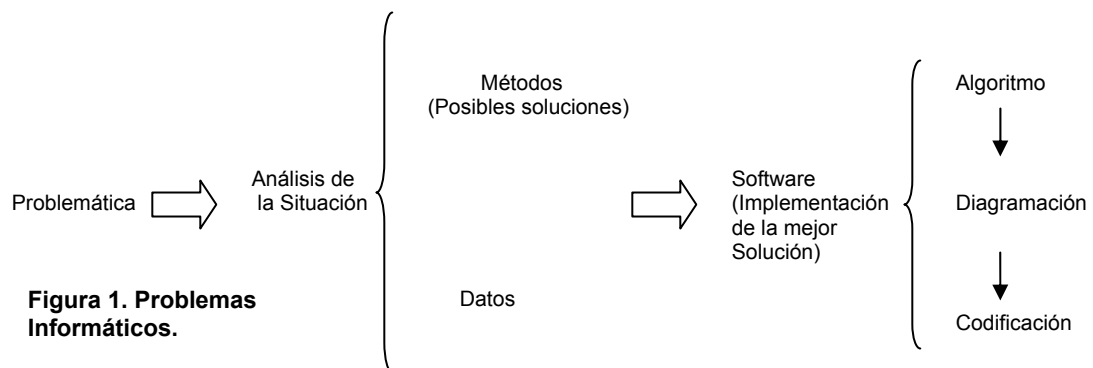 Problemática
Análisis de
la Situación
Métodos
(Posibles soluciones)
Datos
Software
(Implementación
de la mejor
Solución)
Algoritmo
Diagramación
Codificación
Figura 1. Problemas
Informáticos.